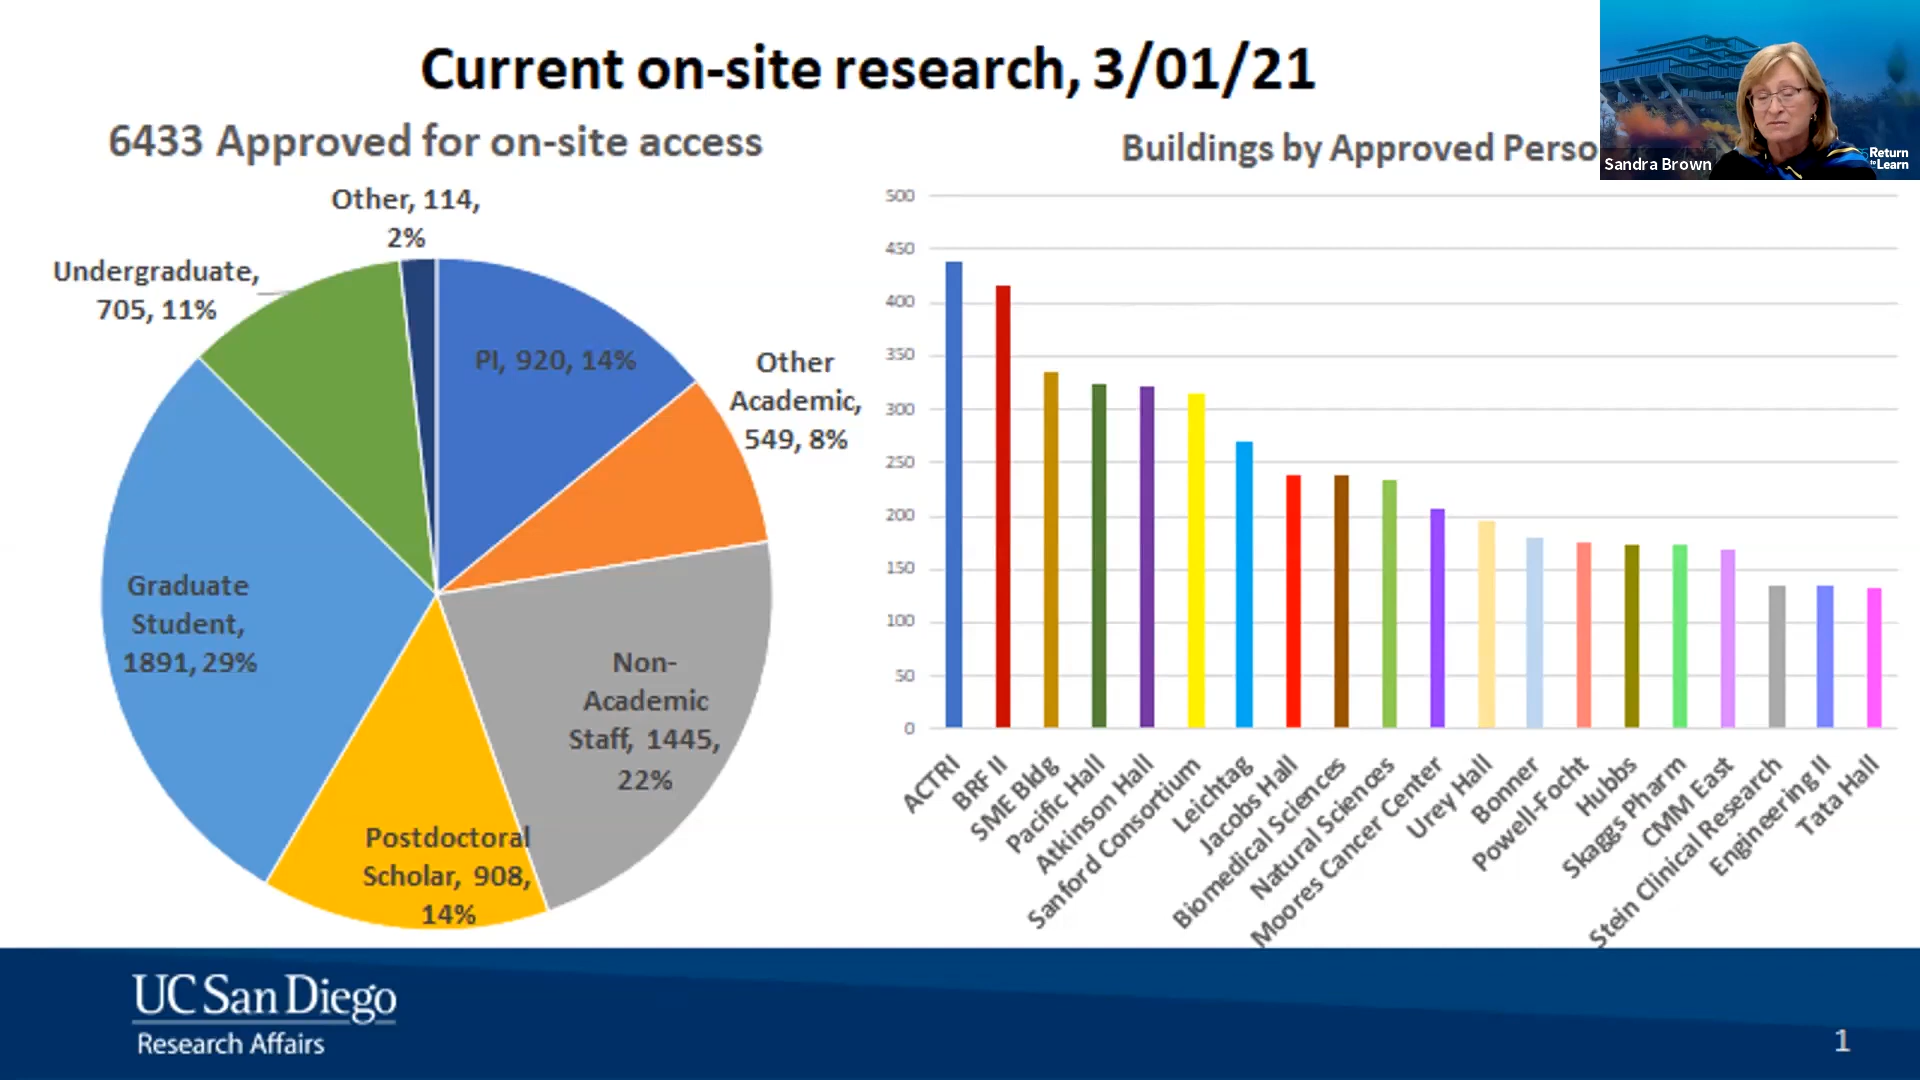 Current on-site research, 3/01/21
6433 Approved for on-site access
Other, 114,
2%
Undergraduate,
705, 11%
PI, 920, 14%
Other
Academic,
549, 8%
Graduate
Student,
1891, 29%
Non-
Academic
Staff, 1445,
22%
Postdoctoral
Scholar, 908,
14%
Buildings by Approved Perso
500
450
400
350
300
250
200
150
100
50
0
ACTRI
BRF II
SME Bldg
Pacific Hall
Atkinson Hall
Sanford Consortium
Leichtag
Jacobs Hall
Biomedical Sciences
Natural Sciences
Moores Cancer Center
Urey Hall
Bonner
Powell-Focht
Hubbs
Skaggs Pharm
CMM East
Stein Clinical Research
Engineering II
Tata Hall
Sandra Brown
Return
to Learn
UC San Diego
Research Affairs
1